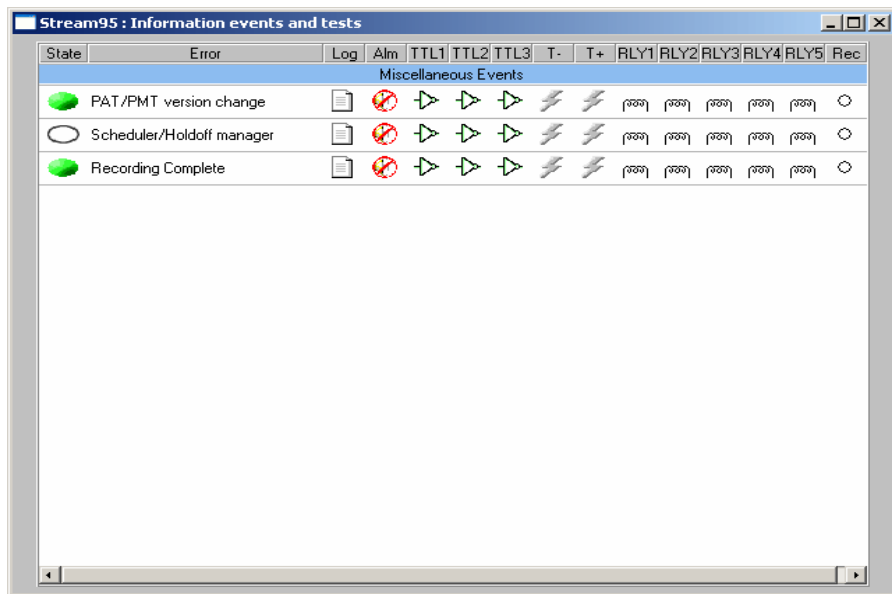 Stream95 : Information events and tests
State Error Log Alm TTL1 TTL2 TTL3 T- T+ RLY1 RLY2 RLY3 RLY4 RLY5 Rec
Miscellaneous Events
PAT/PMT version change
Scheduler/Holdoff manager
Recording Complete